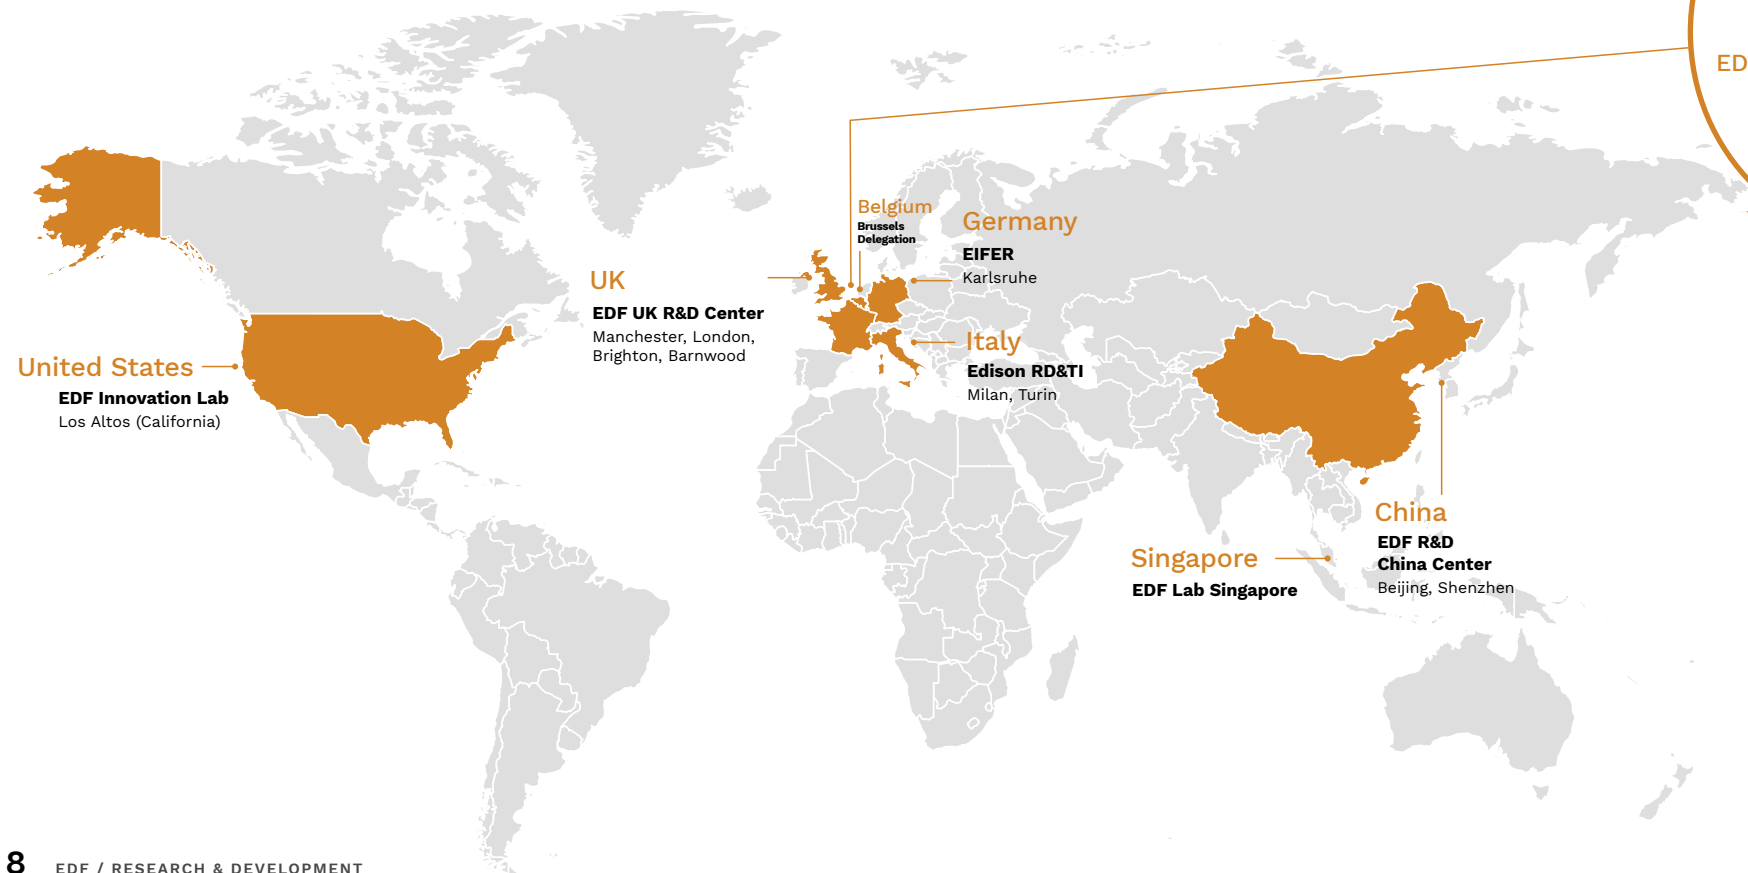 ED
Belgium
Brussels
Delegation
Germany
EIFER
Karlsruhe
UK
EDF UK R&D Center
Manchester, London,
Brighton, Barnwood
Italy
Edison RD&TI
Milan, Turin
United States
EDF Innovation Lab
Los Altos (California)
China
EDF R&D
China Center
Beijing, Shenzhen
Singapore
EDF Lab Singapore
8 EDF / RESEARCH & DEVELOPMENT